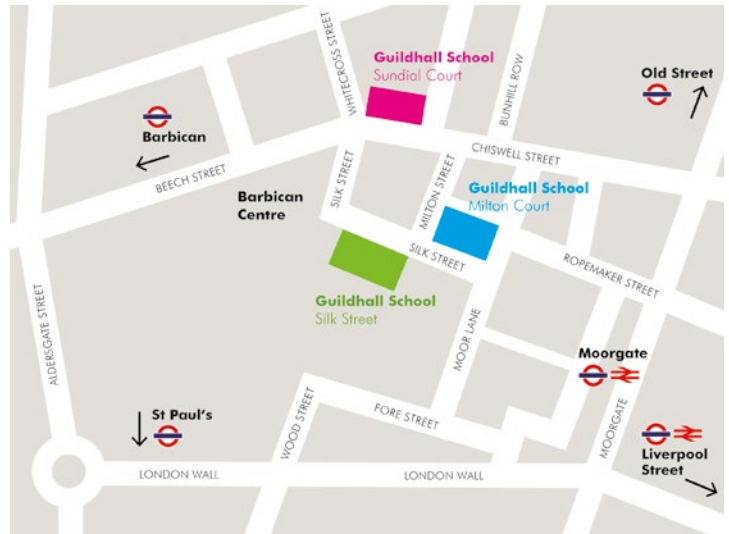 Guildhall School
Sundial Court
WHITECROSS STREET
BUNHILL ROW
Old Street
Barbican
CHISWELL STREET
BEECH STREET
SILK STREET
MILTON STREET
Barbican
Centre
Guildhall School
Milton Court
SILK STREET
ROPEMAKER STREET
Guildhall School
Silk Street
ALDERSGATE STREET
MOOR LANE
Moorgate
St Paul's
WOOD STREET
FORE STREET
MOORGATE
Liverpool
Street
LONDON WALL
LONDON WALL